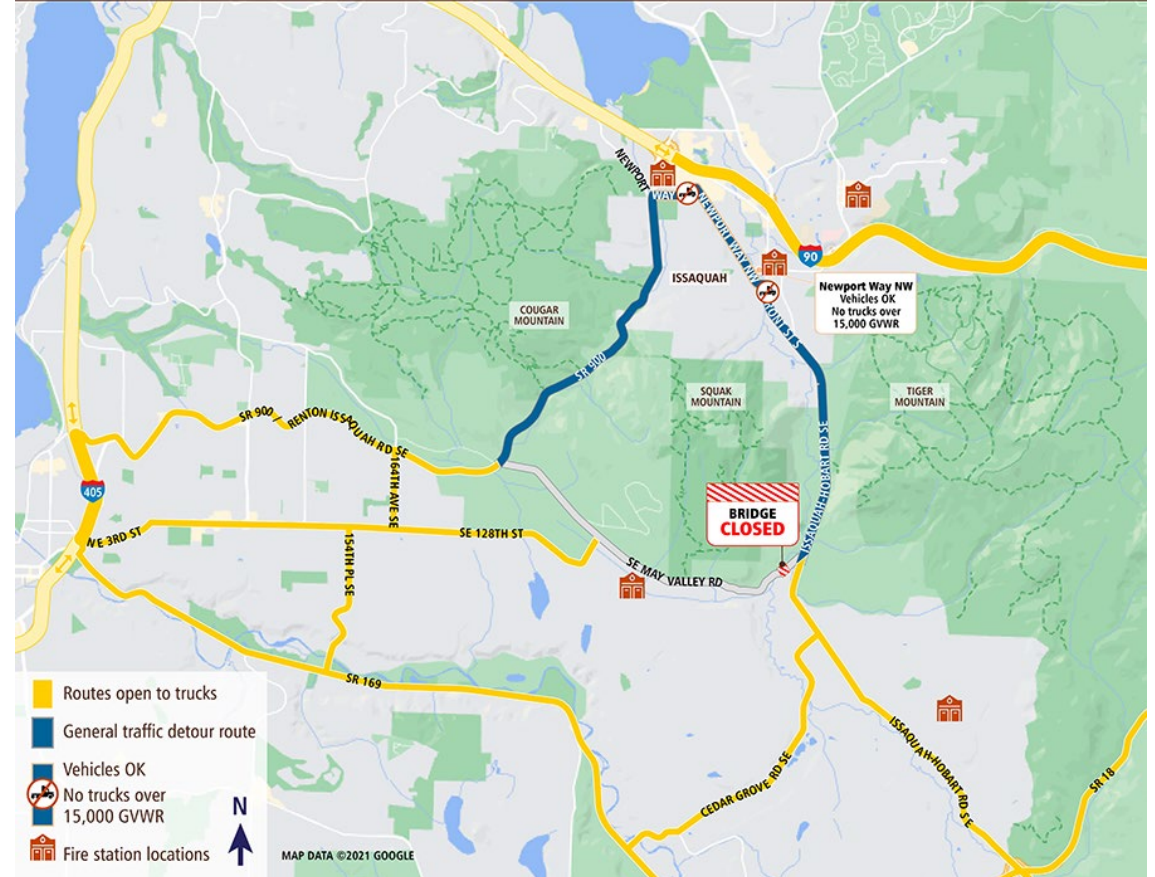 NEWPORT
WAY
NEWPORT WAY NW
90
ISSAQUAH
Newport Way NW
Vehicles OK
No trucks over
15,000 GVWR
COUGAR
MOUNTAIN
SR 900
SQUAK
MOUNTAIN
TIGER
MOUNTAIN
SR 900 / RENTON ISSAQUAH RD SE
164TH AVE SE
ISSAQUAH-HOBART RD SE
405
BRIDGE
CLOSED
NE 3RD ST
SE 128TH ST
154TH PL SE
SE MAY VALLEY RD
SR 169
ISSAQUAH-HOBART RD SE
CEDAR GROVE RD SE
SR 18
Routes open to trucks
General traffic detour route
Vehicles OK
No trucks over
15,000 GVWR
Fire station locations
N
MAP DATA ©2021 GOOGLE